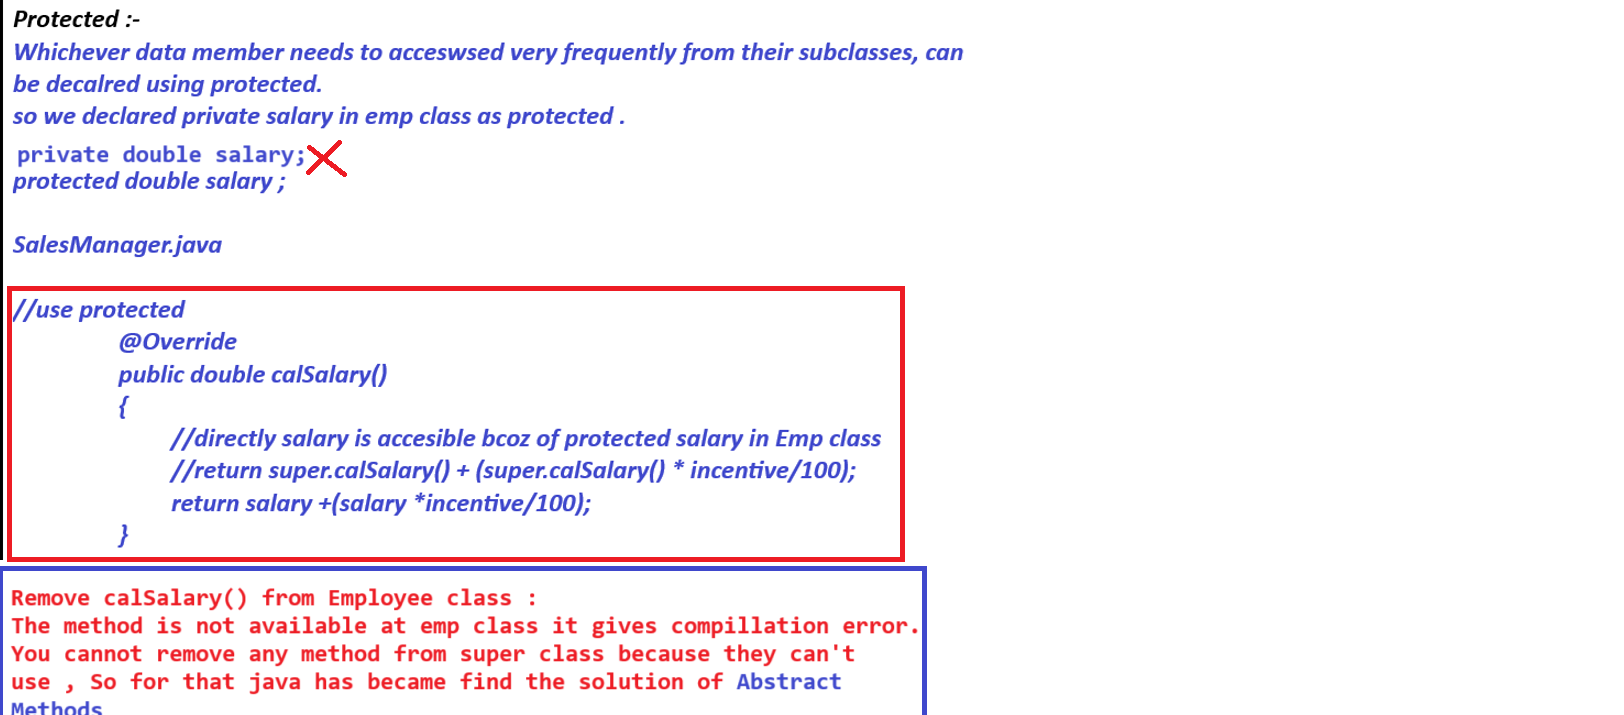 Protected :-
Whichever data member needs to acceswsed very frequently from their subclasses, can
be decalred using protected.
so we declared private salary in emp class as protected .
private double salary;
protected double salary ;
SalesManager.java
//use protected
@Override
public double calSalary()
{
//directly salary is accesible bcoz of protected salary in Emp class
//return super.calSalary() + (super.calSalary() * incentive/100);
return salary +(salary *incentive/100);
}
Remove calSalary() from Employee class :
The method is not available at emp class it gives compillation error.
You cannot remove any method from super class because they can't
use , So for that java has became find the solution of Abstract
Methods